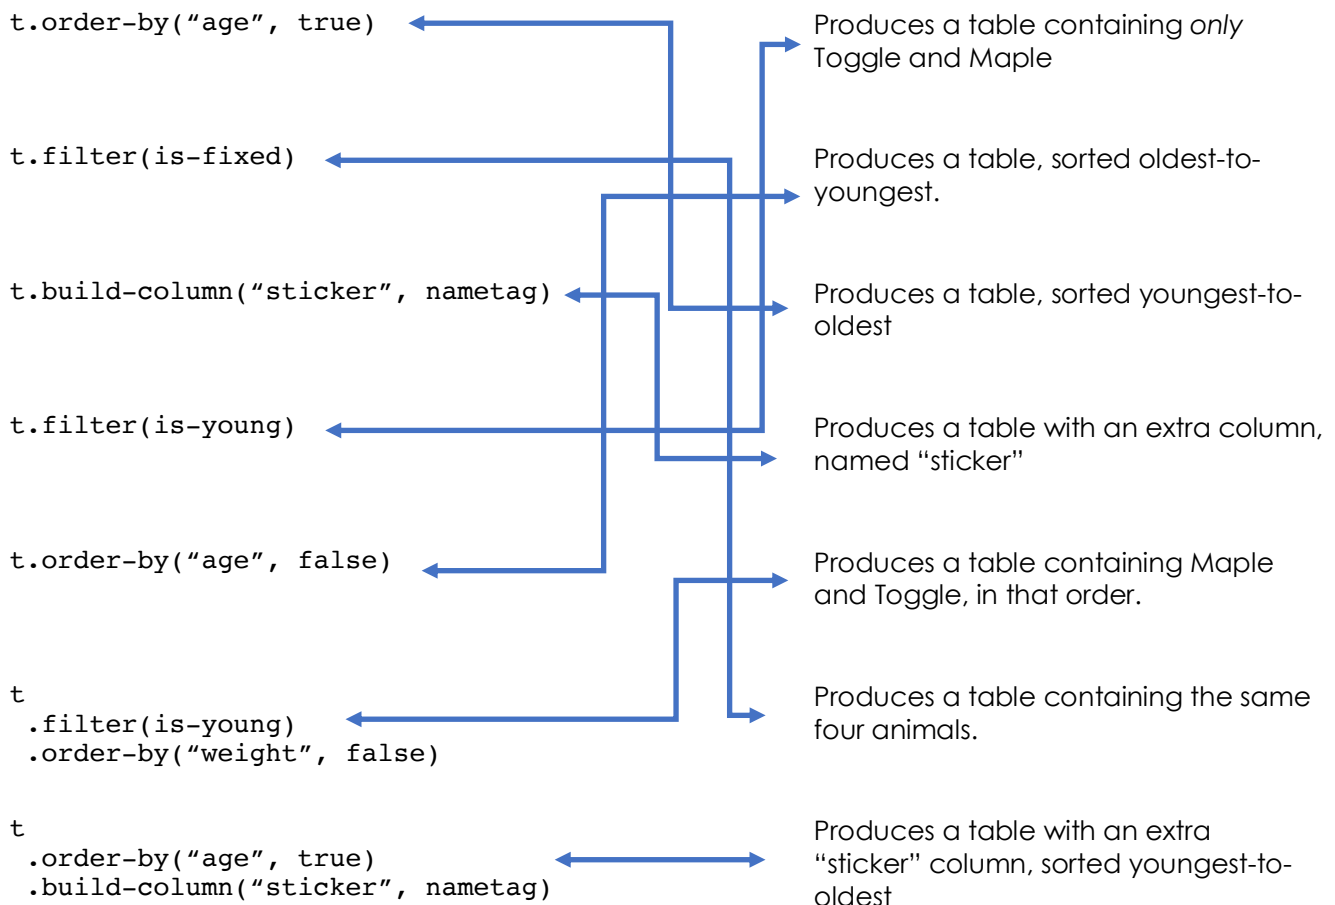 t.order-by(“age”, true)
Produces a table containing only
Toggle and Maple
t.filter(is-fixed)
Produces a table, sorted oldest-to-
youngest.
t.build-column(“sticker”, nametag)
Produces a table, sorted youngest-to-
oldest
t.filter(is-young)
Produces a table with an extra column,
named “sticker”
t.order-by(“age”, false)
Produces a table containing Maple
and Toggle, in that order.
t
.filter(is-young)
.order-by(“weight”, false)
Produces a table containing the same
four animals.
t
.order-by(“age”, true)
.build-column(“sticker”, nametag)
Produces a table with an extra
“sticker” column, sorted youngest-to-
oldest